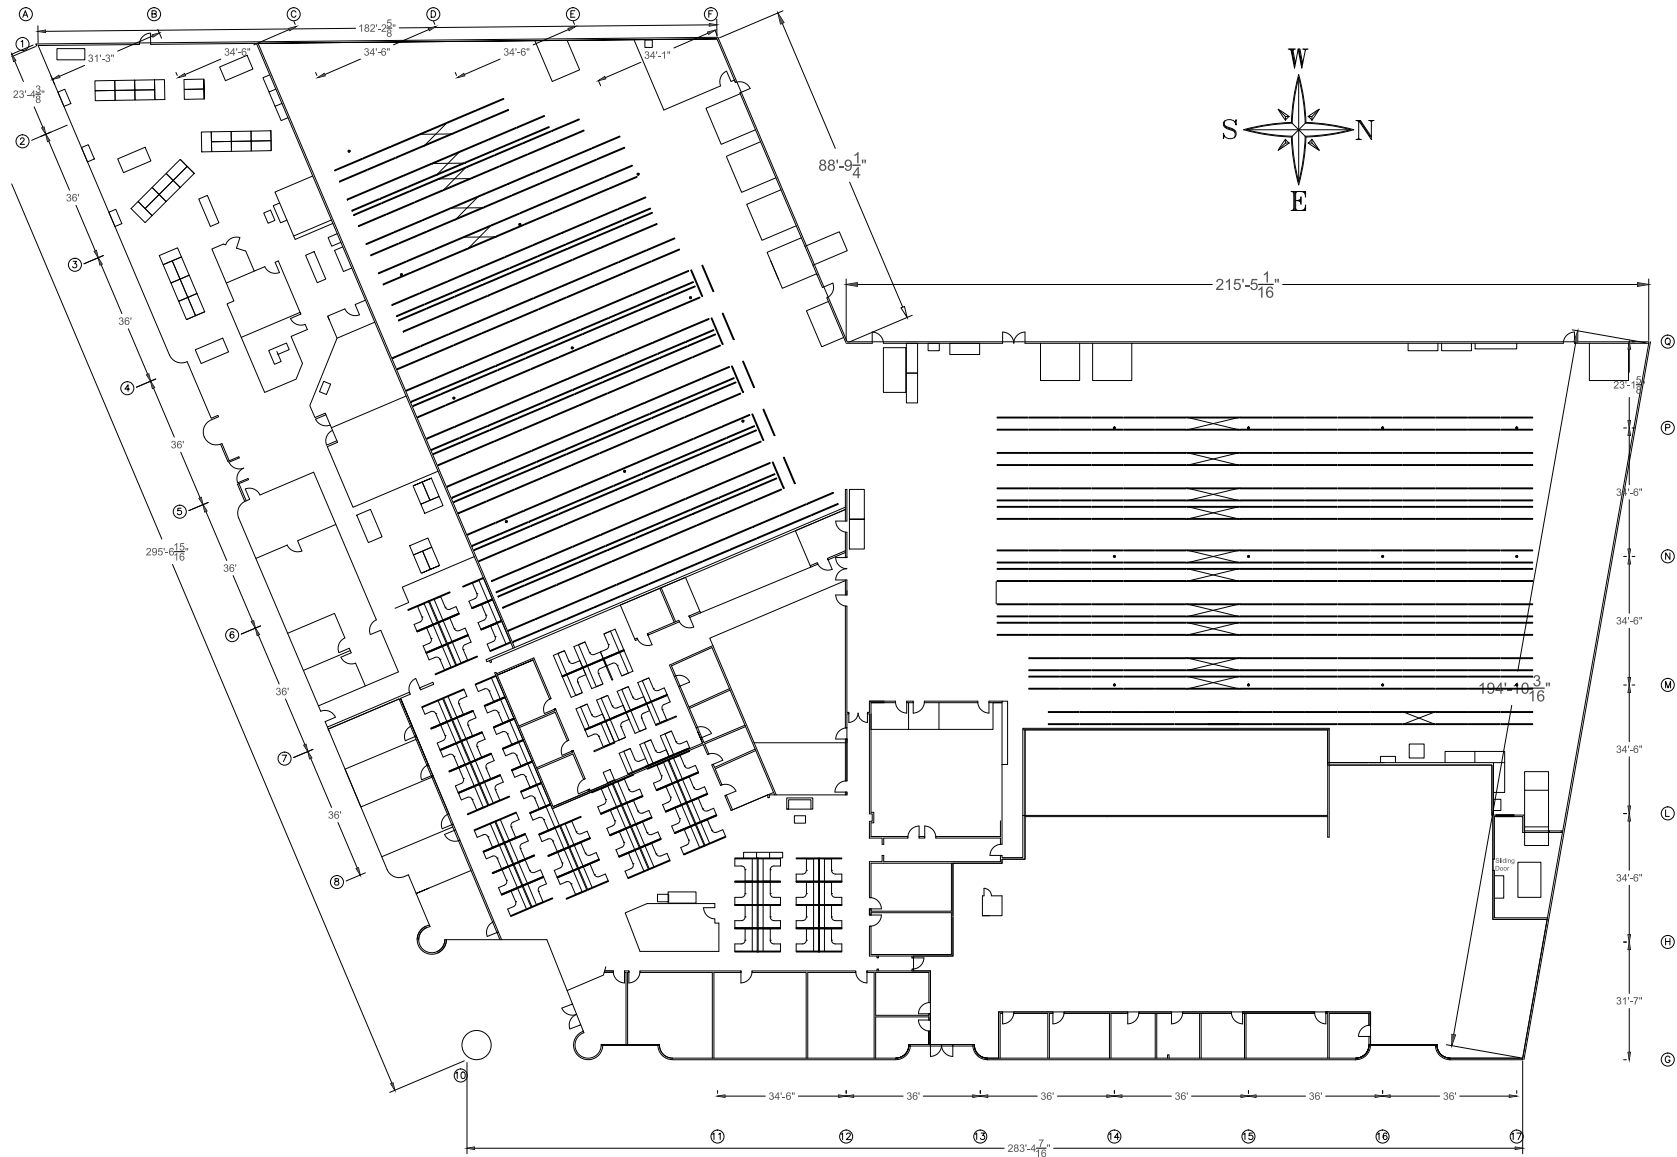 A B C D E F
182'-2 5/8"
1
31'-3" 34'-6" 34'-6" 34'-6" 34'-1"
23'-4 3/8"
2
W
S N
E
88'-9 1/4"
36'
3
215'-5 1/16"
36'
Q
4
23'-1 5/8"
P
36'
34'-6"
5
295'-6 15/16"
N
36'
34'-6"
6
36'
M
194'-10 3/16"
7
34'-6"
36'
L
Sliding
Door
8
34'-6"
H
31'-7"
G
10
34'-6" 36' 36' 36' 36' 36'
11 12 13 14 15 16 17
283'-4 7/16"